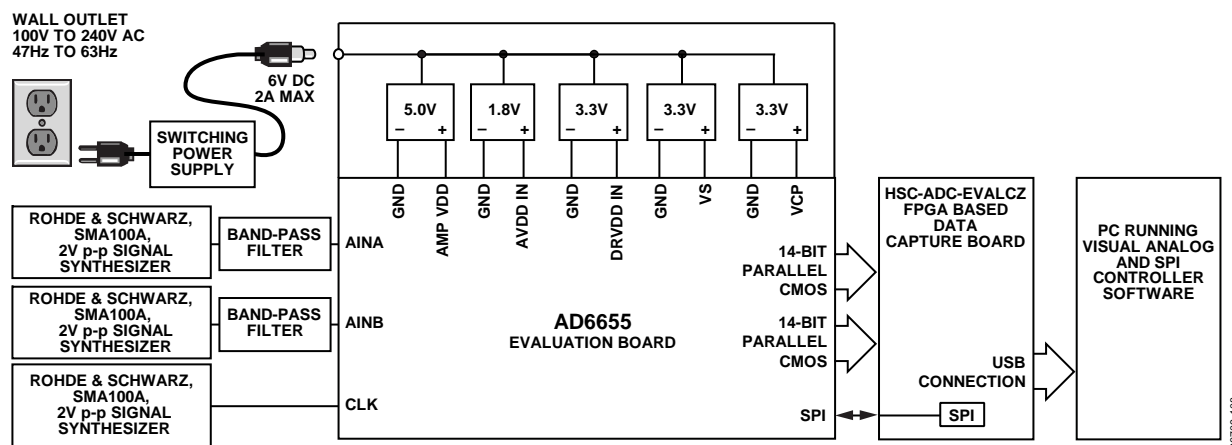 WALL OUTLET
100V TO 240V AC
47Hz TO 63Hz
6V DC
2A MAX
SWITCHING
POWER
SUPPLY
5.0V
1.8V
3.3V
3.3V
3.3V
– +
– +
– +
– +
– +
GND
AMP VDD
GND
AVDD IN
GND
DRVDD IN
GND
VS
GND
VCP
ROHDE & SCHWARZ,
SMA100A,
2V p-p SIGNAL
SYNTHESIZER
BAND-PASS
FILTER
AINA
ROHDE & SCHWARZ,
SMA100A,
2V p-p SIGNAL
SYNTHESIZER
BAND-PASS
FILTER
AINB
ROHDE & SCHWARZ,
SMA100A,
2V p-p SIGNAL
SYNTHESIZER
CLK
AD6655
EVALUATION BOARD
14-BIT
PARALLEL
CMOS
14-BIT
PARALLEL
CMOS
SPI
HSC-ADC-EVALCZ
FPGA BASED
DATA
CAPTURE BOARD
USB
CONNECTION
SPI
PC RUNNING
VISUAL ANALOG
AND SPI
CONTROLLER
SOFTWARE